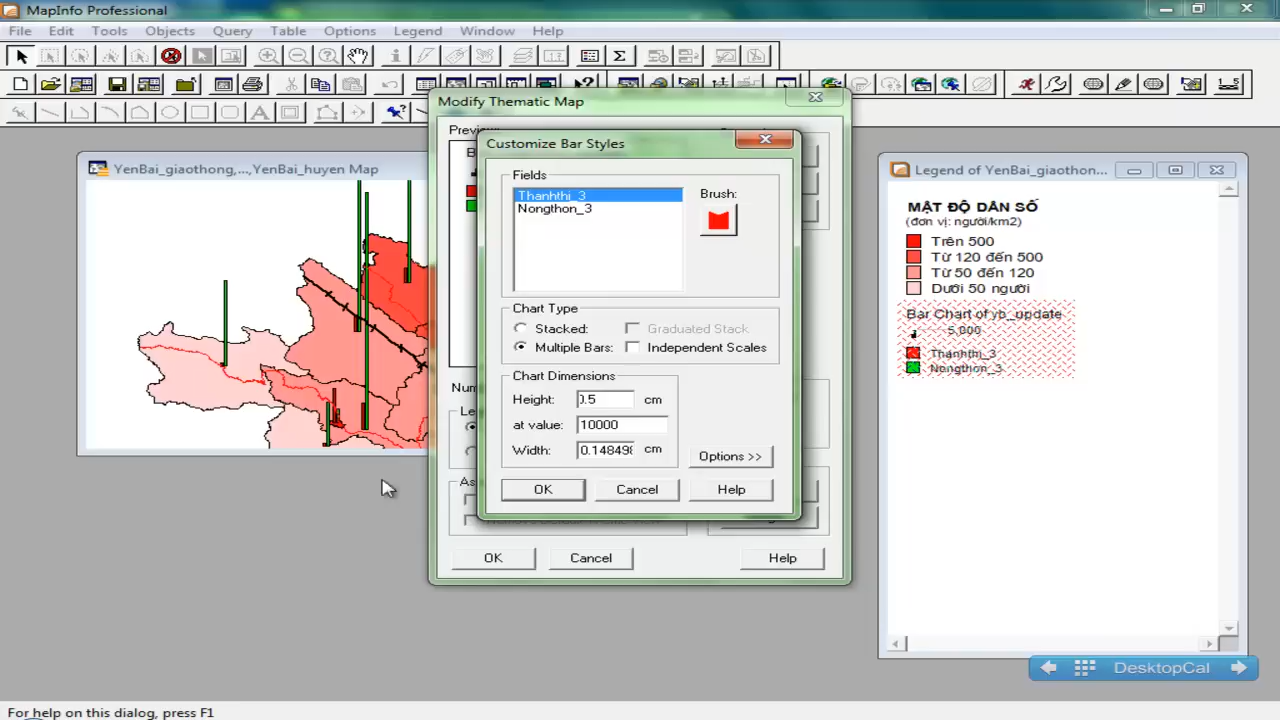 MapInfo Professional
File Edit Tools Objects Query Table Options Legend Window Help
Modify Thematic Map
Customize Bar Styles
Fields
Thanhthi_3
Nongthon_3
Brush:
Chart Type
Stacked:
Graduated Stack
Multiple Bars:
Independent Scales
Chart Dimensions
Height: 0.5 cm
at value: 10000
Width: 0.148498 cm
Options >>
OK Cancel Help
OK Cancel Help
YenBai_giaothong,...,YenBai_huyen Map
Legend of YenBai_giaothon...
MẬT ĐỘ DÂN SỐ
(đơn vị: người/km2)
Trên 500
Từ 120 đến 500
Từ 50 đến 120
Dưới 50 người
Bar Chart of yb_update
5,000
Thanhthi_3
Nongthon_3
DesktopCal
For help on this dialog, press F1